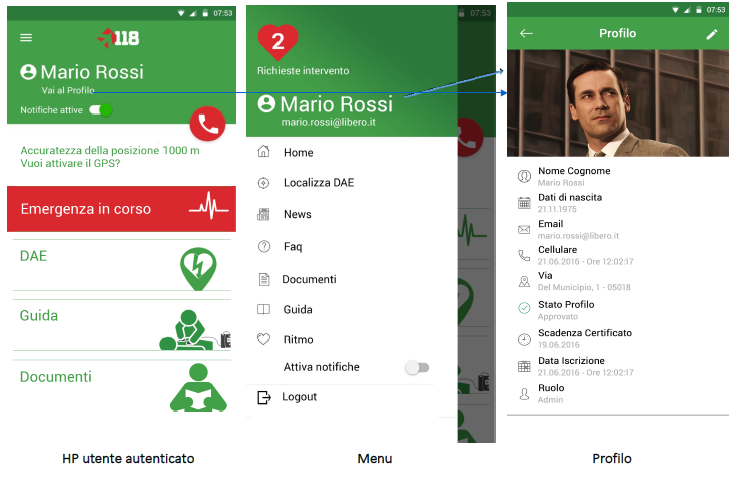 07:53
118
Mario Rossi
Vai al Profilo
Notifiche attive
Accuratezza della posizione 1000 m
Vuoi attivare il GPS?
Emergenza in corso
DAE
Guida
Documenti
HP utente autenticato
07:53
2
Richieste intervento
Mario Rossi
mario.rossi@libero.it
Home
Localizza DAE
News
Faq
Documenti
Guida
Ritmo
Attiva notifiche
Logout
Menu
07:53
Profilo
Nome Cognome
Mario Rossi
Dati di nascita
21.11.1975
Email
mario.rossi@libero.it
Cellulare
21.06.2016 - Ore 12:02:17
Via
Del Municipio, 1 - 05018
Stato Profilo
Approvato
Scadenza Certificato
19.06.2016
Data Iscrizione
21.06.2016 - Ore 12:02:17
Ruolo
Admin
Profilo